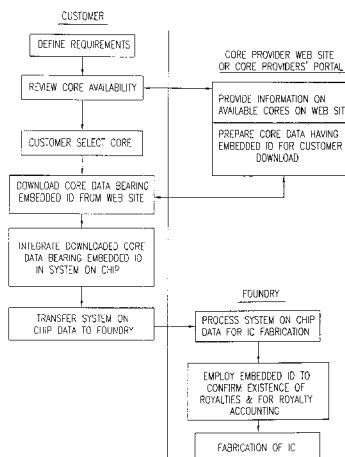 CUSTOMER
DEFINE REQUIREMENTS
REVIEW CORE AVAILABILITY
CUSTOMER SELECT CORE
DOWNLOAD CORE DATA BEARING
EMBEDDED ID FROM WEB SITE
INTEGRATE DOWNLOADED CORE
DATA BEARING EMBEDDED ID
IN SYSTEM ON CHIP
TRANSFER SYSTEM ON
CHIP DATA TO FOUNDRY
CORE PROVIDER WEB SITE
OR CORE PROVIDERS' PORTAL
PROVIDE INFORMATION ON
AVAILABLE CORES ON WEB SIT
PREPARE CORE DATA HAVING
EMBEDDED ID FOR CUSTOMER
DOWNLOAD
FOUNDRY
PROCESS SYSTEM ON CHIP
DATA FOR IC FABRICATION
EMPLOY EMBEDDED ID TO
CONFIRM EXISTENCE OF
ROYALTIES & FOR ROYALTY
ACCOUNTING
FABRICATION OF IC